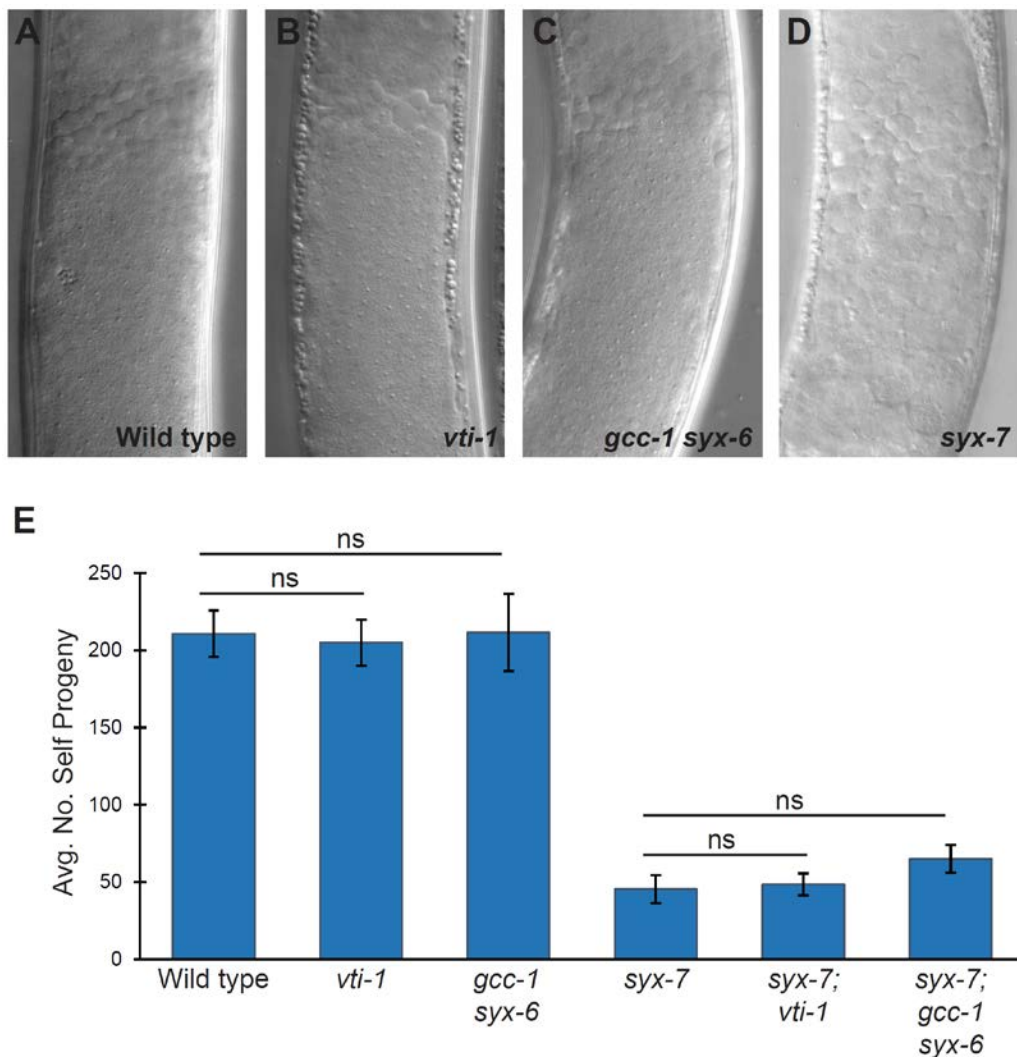 A
B
C
D
Wild type
vti-1
gcc-1 syx-6
syx-7
E
ns
ns
250
200
150
100
50
0
Avg. No. Self Progeny
ns
ns
Wild type
vti-1
gcc-1
syx-6
syx-7
syx-7;
vti-1
syx-7;
gcc-1
syx-6